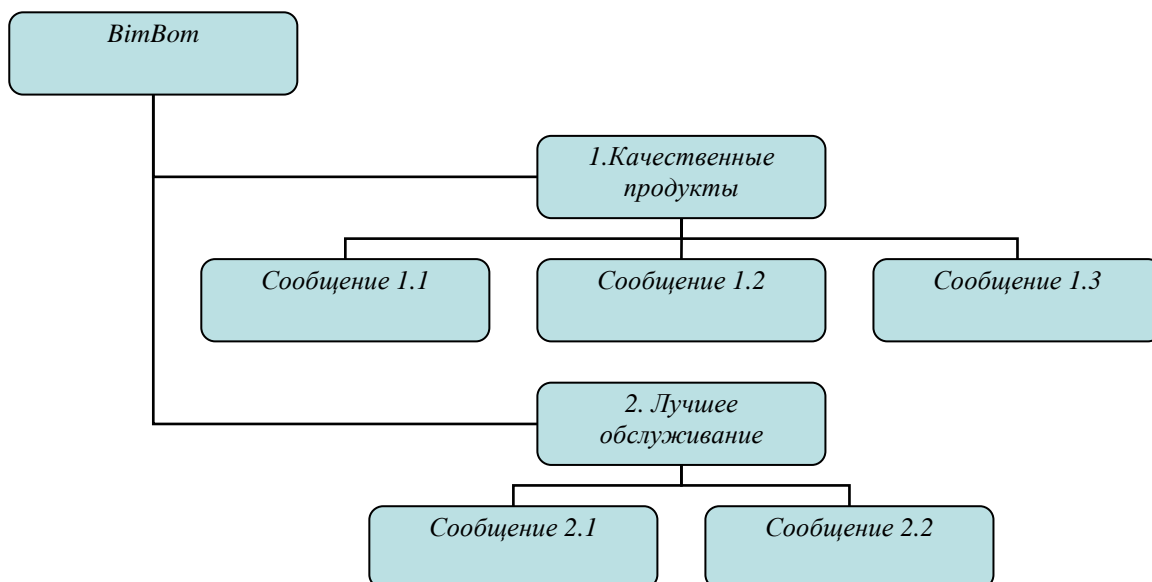 BimBom
1.Качественные
продукты
Сообщение 1.1
Сообщение 1.2
Сообщение 1.3
2. Лучшее
обслуживание
Сообщение 2.1
Сообщение 2.2